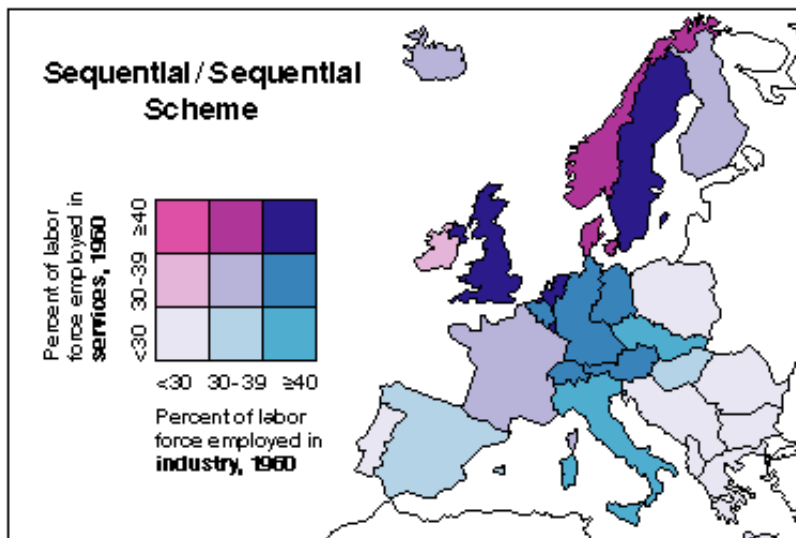 Sequential/Sequential
Scheme
Percent of labor
force employed in
services, 1960
≥40
30-39
<30
<30 30-39 ≥40
Percent of labor
force employed in
industry, 1960